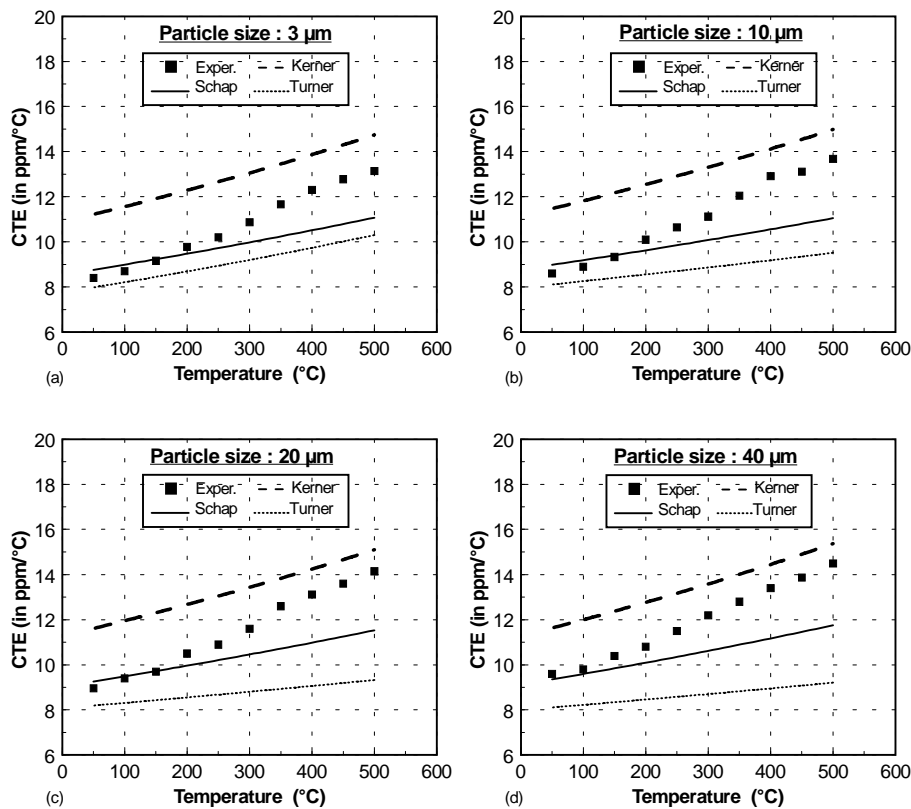 Particle size : 3 µm
Exper. Kerner
Schap Turner
CTE (in ppm/°C)
20
18
16
14
12
10
8
6
0 100 200 300 400 500 600
(a) Temperature (°C)
Particle size : 10 µm
Exper. Kerner
Schap Turner
CTE (in ppm/°C)
20
18
16
14
12
10
8
6
0 100 200 300 400 500 600
(b) Temperature (°C)
Particle size : 20 µm
Exper. Kerner
Schap Turner
CTE (in ppm/°C)
20
18
16
14
12
10
8
6
0 100 200 300 400 500 600
(c) Temperature (°C)
Particle size : 40 µm
Exper. Kerner
Schap Turner
CTE (in ppm/°C)
20
18
16
14
12
10
8
6
0 100 200 300 400 500 600
(d) Temperature (°C)